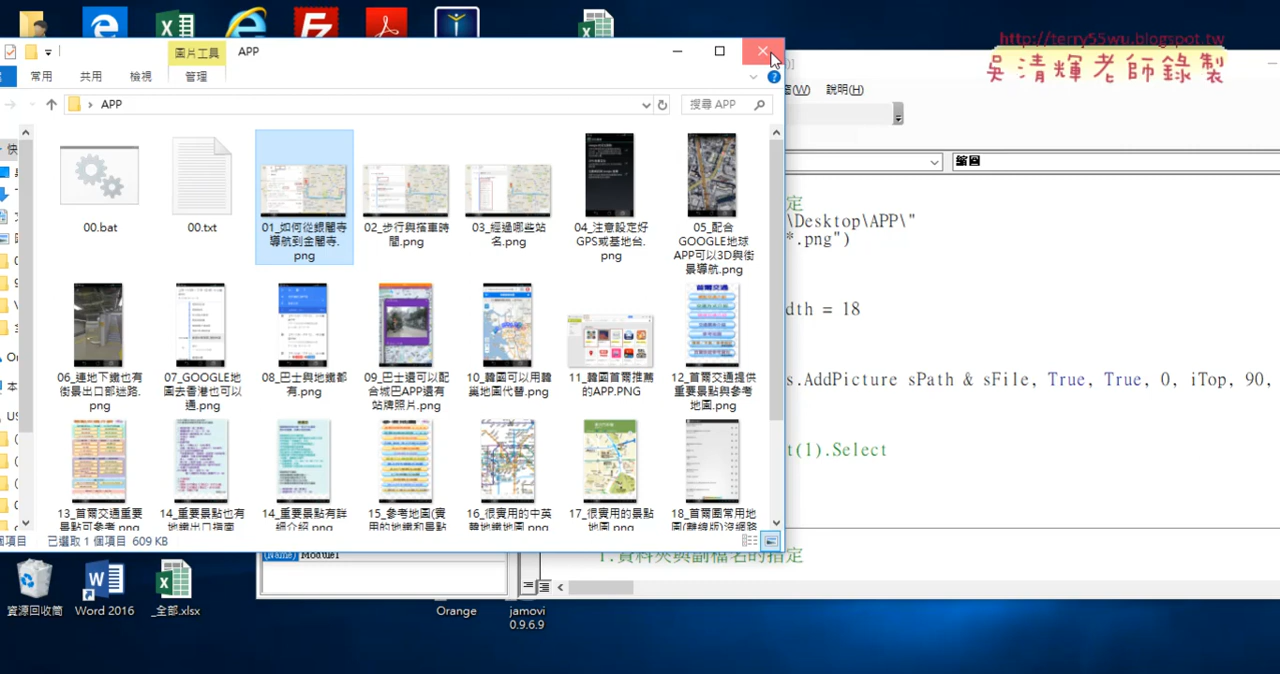 http://terry55wu.blogspot.tw
吳清輝老師錄製
圖片工具
APP
常用
共用
檢視
管理
APP
搜尋 APP
(W)
說明(H)
縮圖
00.bat
00.txt
01_如何從銀閣寺
導航到金閣寺.
png
02_步行與搭車時
間.png
03_經過哪些站
名.png
04_注意設定好
GPS或基地台.
png
05_配合
GOOGLE地球
APP可以3D與街
景導航.png
06_連地下鐵也有
街景出口部迷路.
png
07_GOOGLE地
圖去香港也可以
通.png
08_巴士與地鐵都
有.png
09_巴士還可以配
合城巴APP還有
站牌照片.png
10_韓國可以用韓
巢地圖代替.png
11_韓國首爾推薦
的APP.PNG
12_首爾交通提供
重要景點與參考
地圖.png
13_首爾交通重要
景點可參考.png
14_重要景點也有
地鐵出口指南
14_重要景點有詳
細介紹.png
15_參考地圖(實
用的地鐵和景點
16_很實用的中英
韓地鐵地圖.png
17_很實用的景點
地圖.png
18_首爾圈常用地
圖(離線版)沒網路
個項目
已選取 1 個項目 609 KB
定
\Desktop\APP\"
*.png")
dth = 18
s.AddPicture sPath & sFile, True, True, 0, iTop, 90,
t(1).Select
1.資料夾與副檔名的指定
(Name) Module1
資源回收筒
Word 2016
_全部.xlsx
Orange
jamovi
0.9.6.9